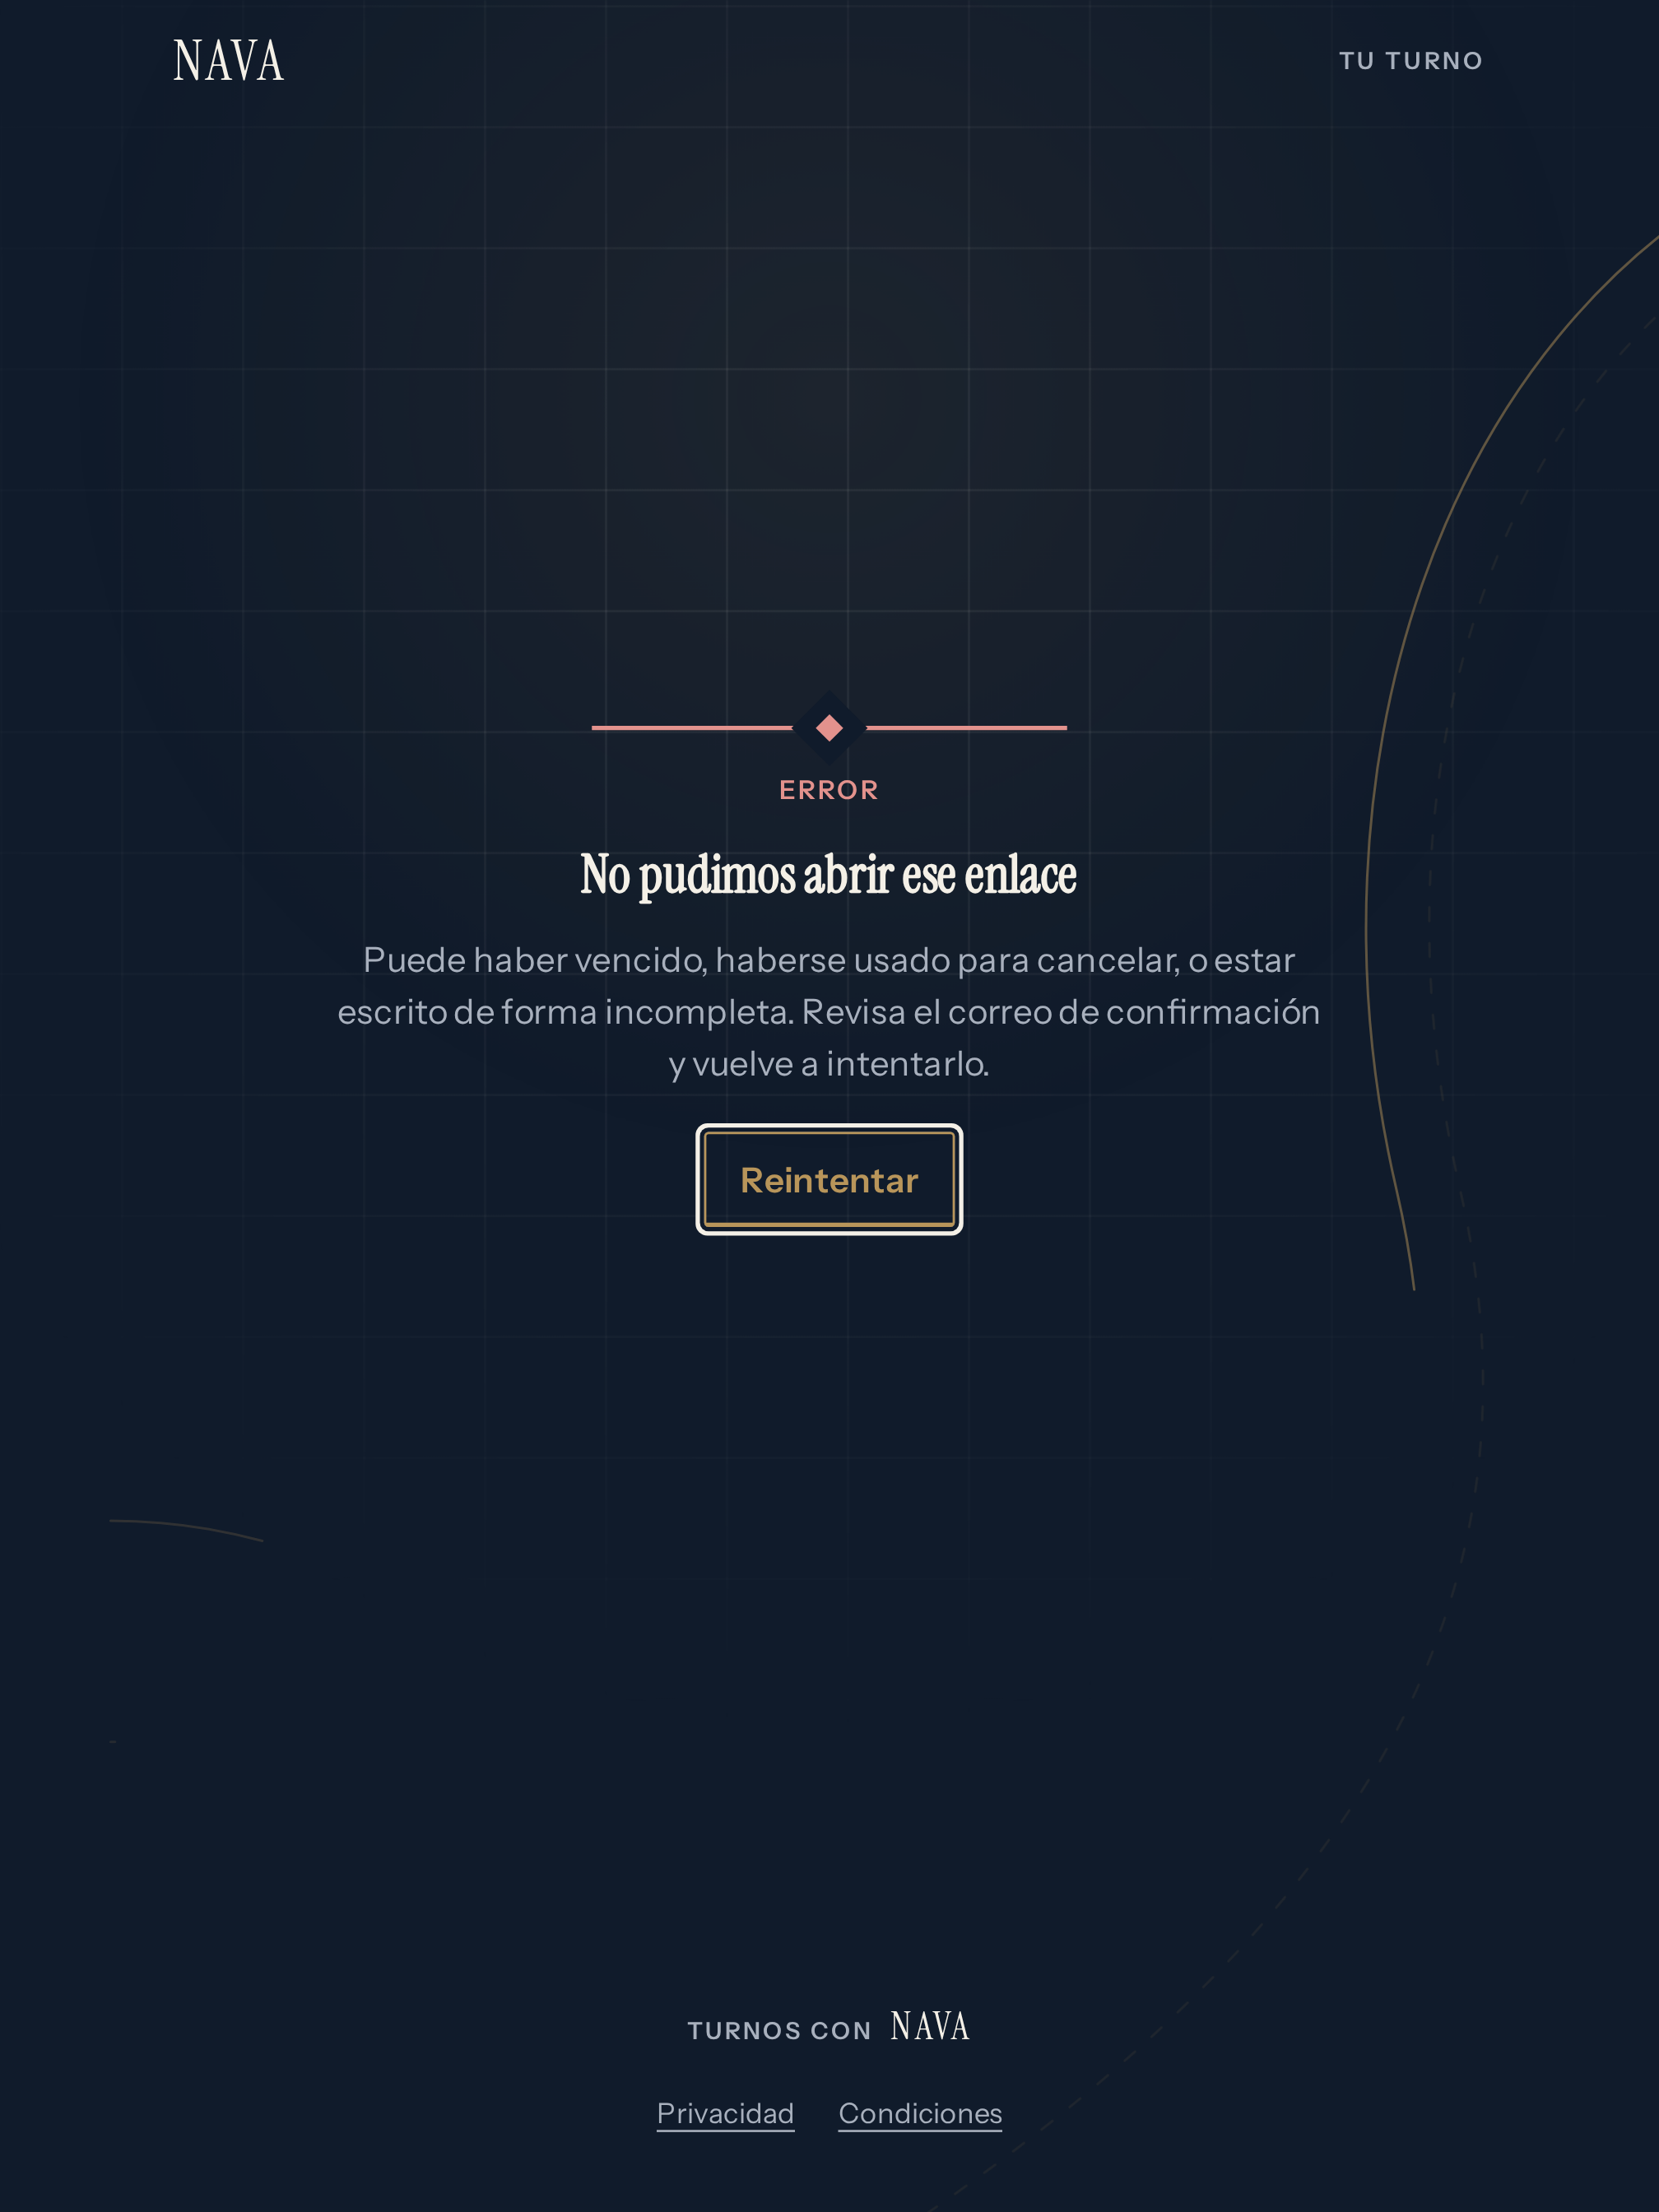 NAVA
TU TURNO
ERROR
No pudimos abrir ese enlace
Puede haber vencido, haberse usado para cancelar, o estar
escrito de forma incompleta. Revisa el correo de confirmación
y vuelve a intentarlo.
Reintentar
TURNOS CON NAVA
Privacidad Condiciones